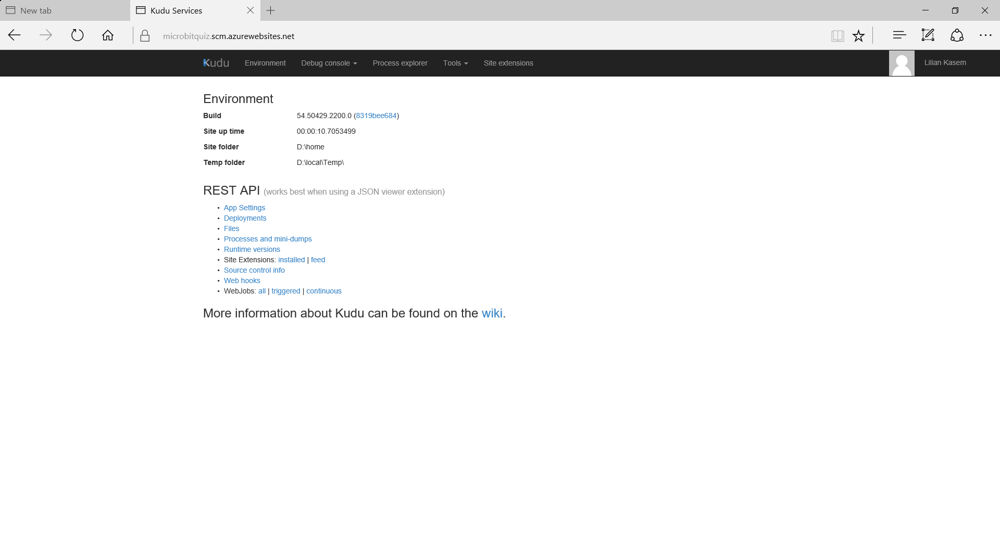 New tab
Kudu Services
microbitquiz.scm.azurewebsites.net
Kudu Environment Debug console Process explorer Tools Site extensions Lilian Kasem
Environment
Build 54.50429.2200.0 (8319bee684)
Site up time 00:00:10.7053499
Site folder D:\home
Temp folder D:\local\Temp\
REST API (works best when using a JSON viewer extension)
• App Settings
• Deployments
• Files
• Processes and mini-dumps
• Runtime versions
• Site Extensions: installed | feed
• Source control info
• Web hooks
• WebJobs: all | triggered | continuous
More information about Kudu can be found on the wiki.